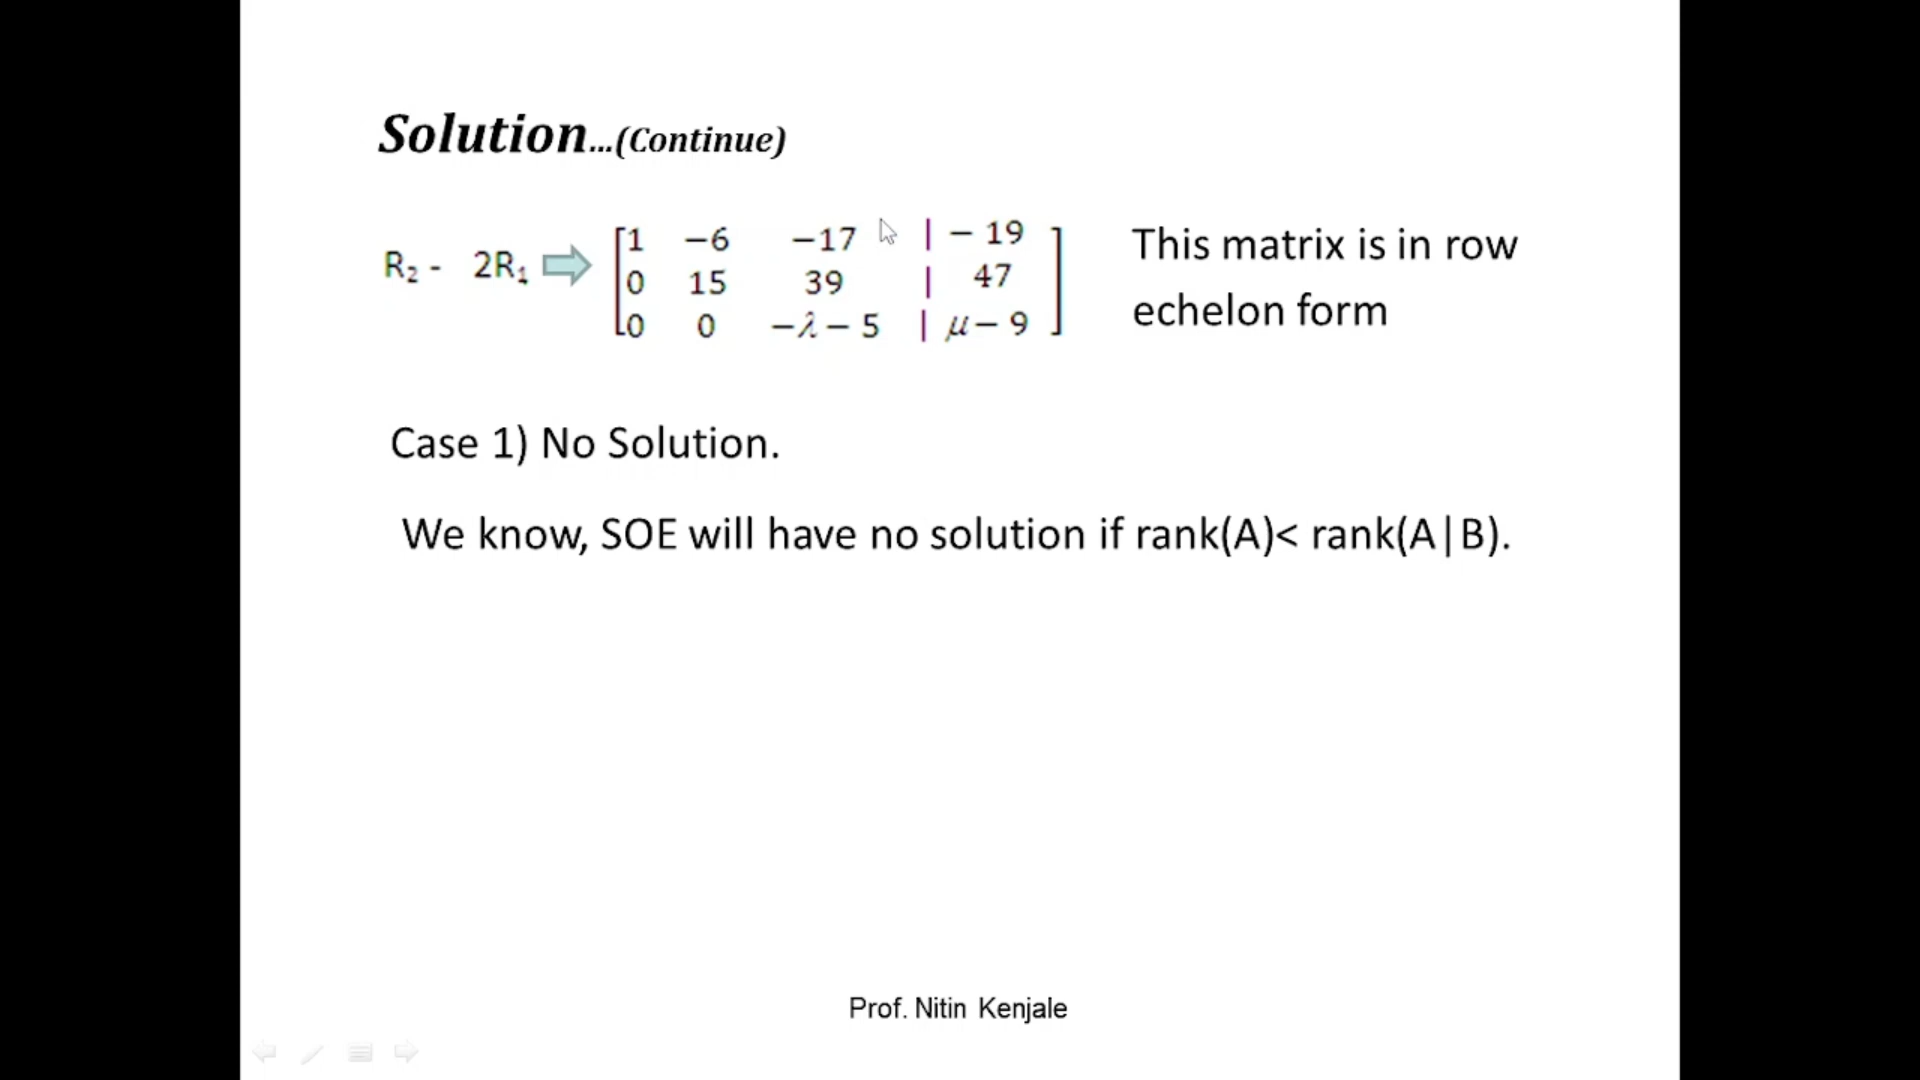 Solution...(Continue)
R₂ - 2R₁ ⇨ [1 −6 −17 | − 19]
[0 15 39 | 47]
[0 0 −λ − 5 | μ − 9]
This matrix is in row
echelon form
Case 1) No Solution.
We know, SOE will have no solution if rank(A)< rank(A|B).
Prof. Nitin Kenjale